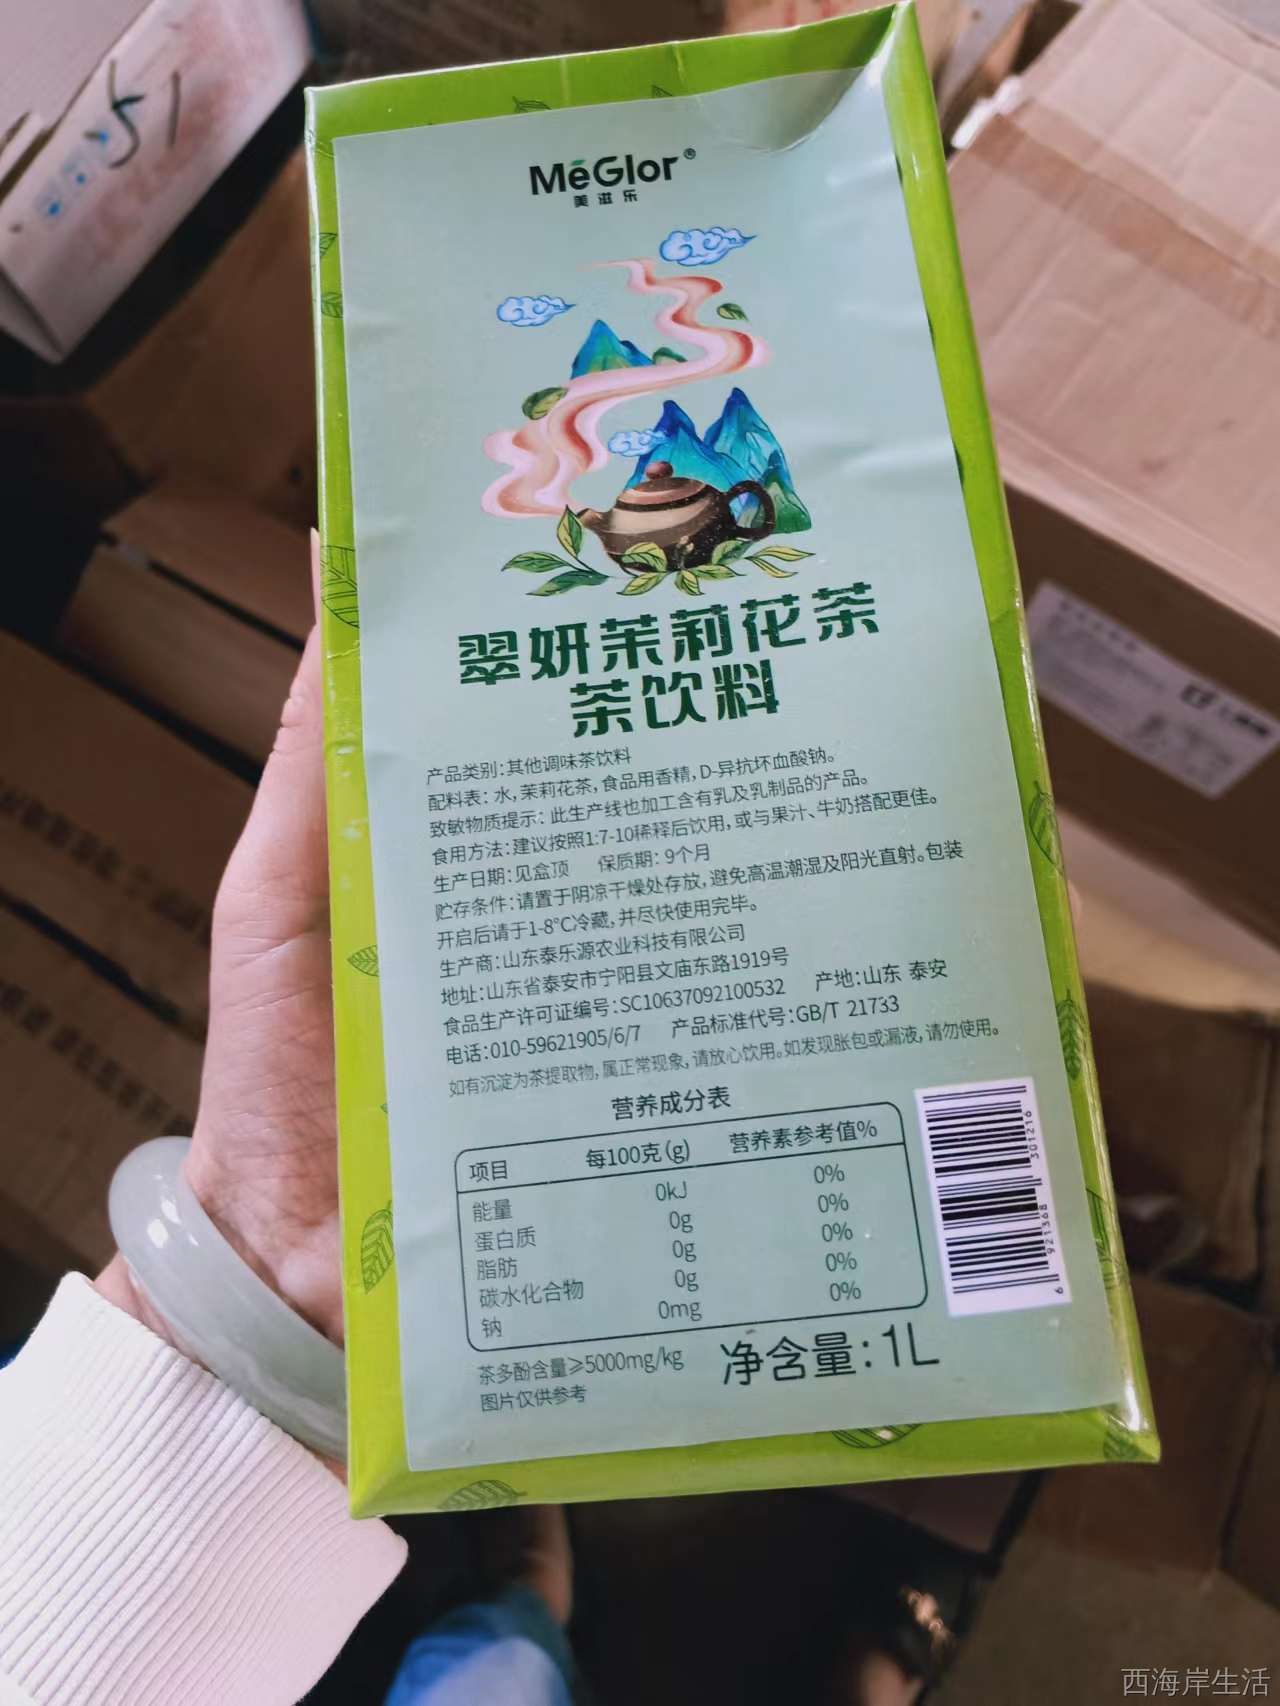 MéGlor®
美滋乐
翠妍茉莉花茶
茶饮料
产品类别：其他调味茶饮料
配料表：水，茉莉花茶，食品用香精，D-异抗坏血酸钠。
致敏物质提示：此生产线也加工含有乳及乳制品的产品。
食用方法：建议按照1:7-10稀释后饮用，或与果汁、牛奶搭配更佳。
生产日期：见盒顶 保质期：9个月
贮存条件：请置于阴凉干燥处存放，避免高温潮湿及阳光直射。包装
开启后请于1-8°C冷藏，并尽快使用完毕。
生产商：山东泰乐源农业科技有限公司
地址：山东省泰安市宁阳县文庙东路1919号
食品生产许可证编号：SC10637092100532 产地：山东 泰安
电话：010-59621905/6/7 产品标准代号：GB/T 21733
如有沉淀为茶提取物，属正常现象，请放心饮用。如发现胀包或漏液，请勿使用。
营养成分表
项目 每100克(g) 营养素参考值%
能量 0kJ 0%
蛋白质 0g 0%
脂肪 0g 0%
碳水化合物 0g 0%
钠 0mg 0%
茶多酚含量≥5000mg/kg
图片仅供参考
净含量：1L
6 921368 301216
西海岸生活